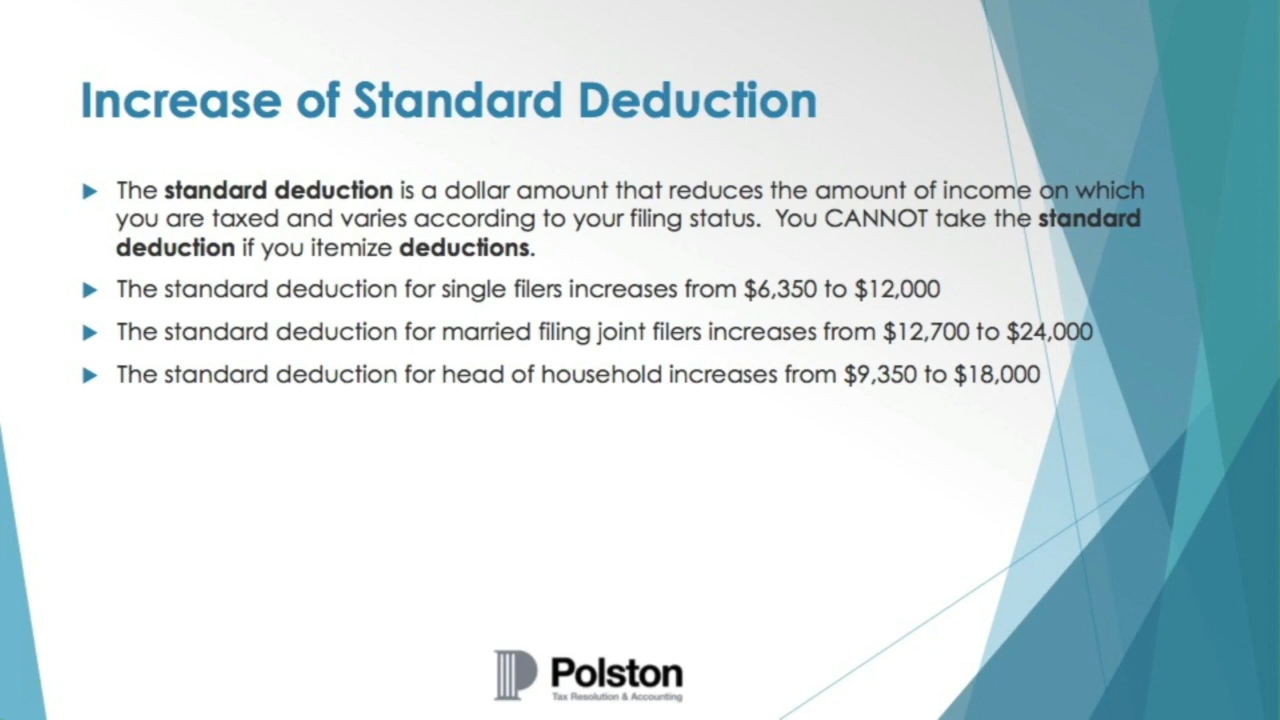 Increase of Standard Deduction
The standard deduction is a dollar amount that reduces the amount of income on which
you are taxed and varies according to your filing status.  You CANNOT take the standard
deduction if you itemize deductions.
The standard deduction for single filers increases from $6,350 to $12,000
The standard deduction for married filing joint filers increases from $12,700 to $24,000
The standard deduction for head of household increases from $9,350 to $18,000
Polston
Tax Resolution & Accounting